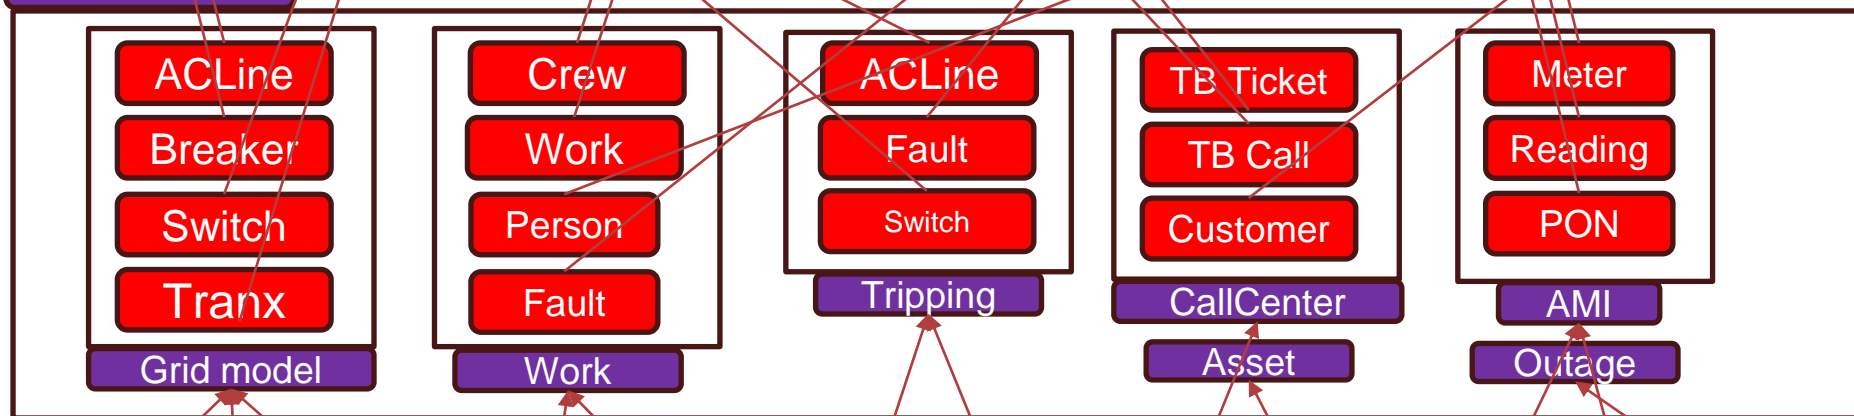 ACLine
Breaker
Switch
Tranx
Grid model
Crew
Work
Person
Fault
Work
ACLine
Fault
Switch
Tripping
TB Ticket
TB Call
Customer
CallCenter
Asset
Meter
Reading
PON
AMI
Outage